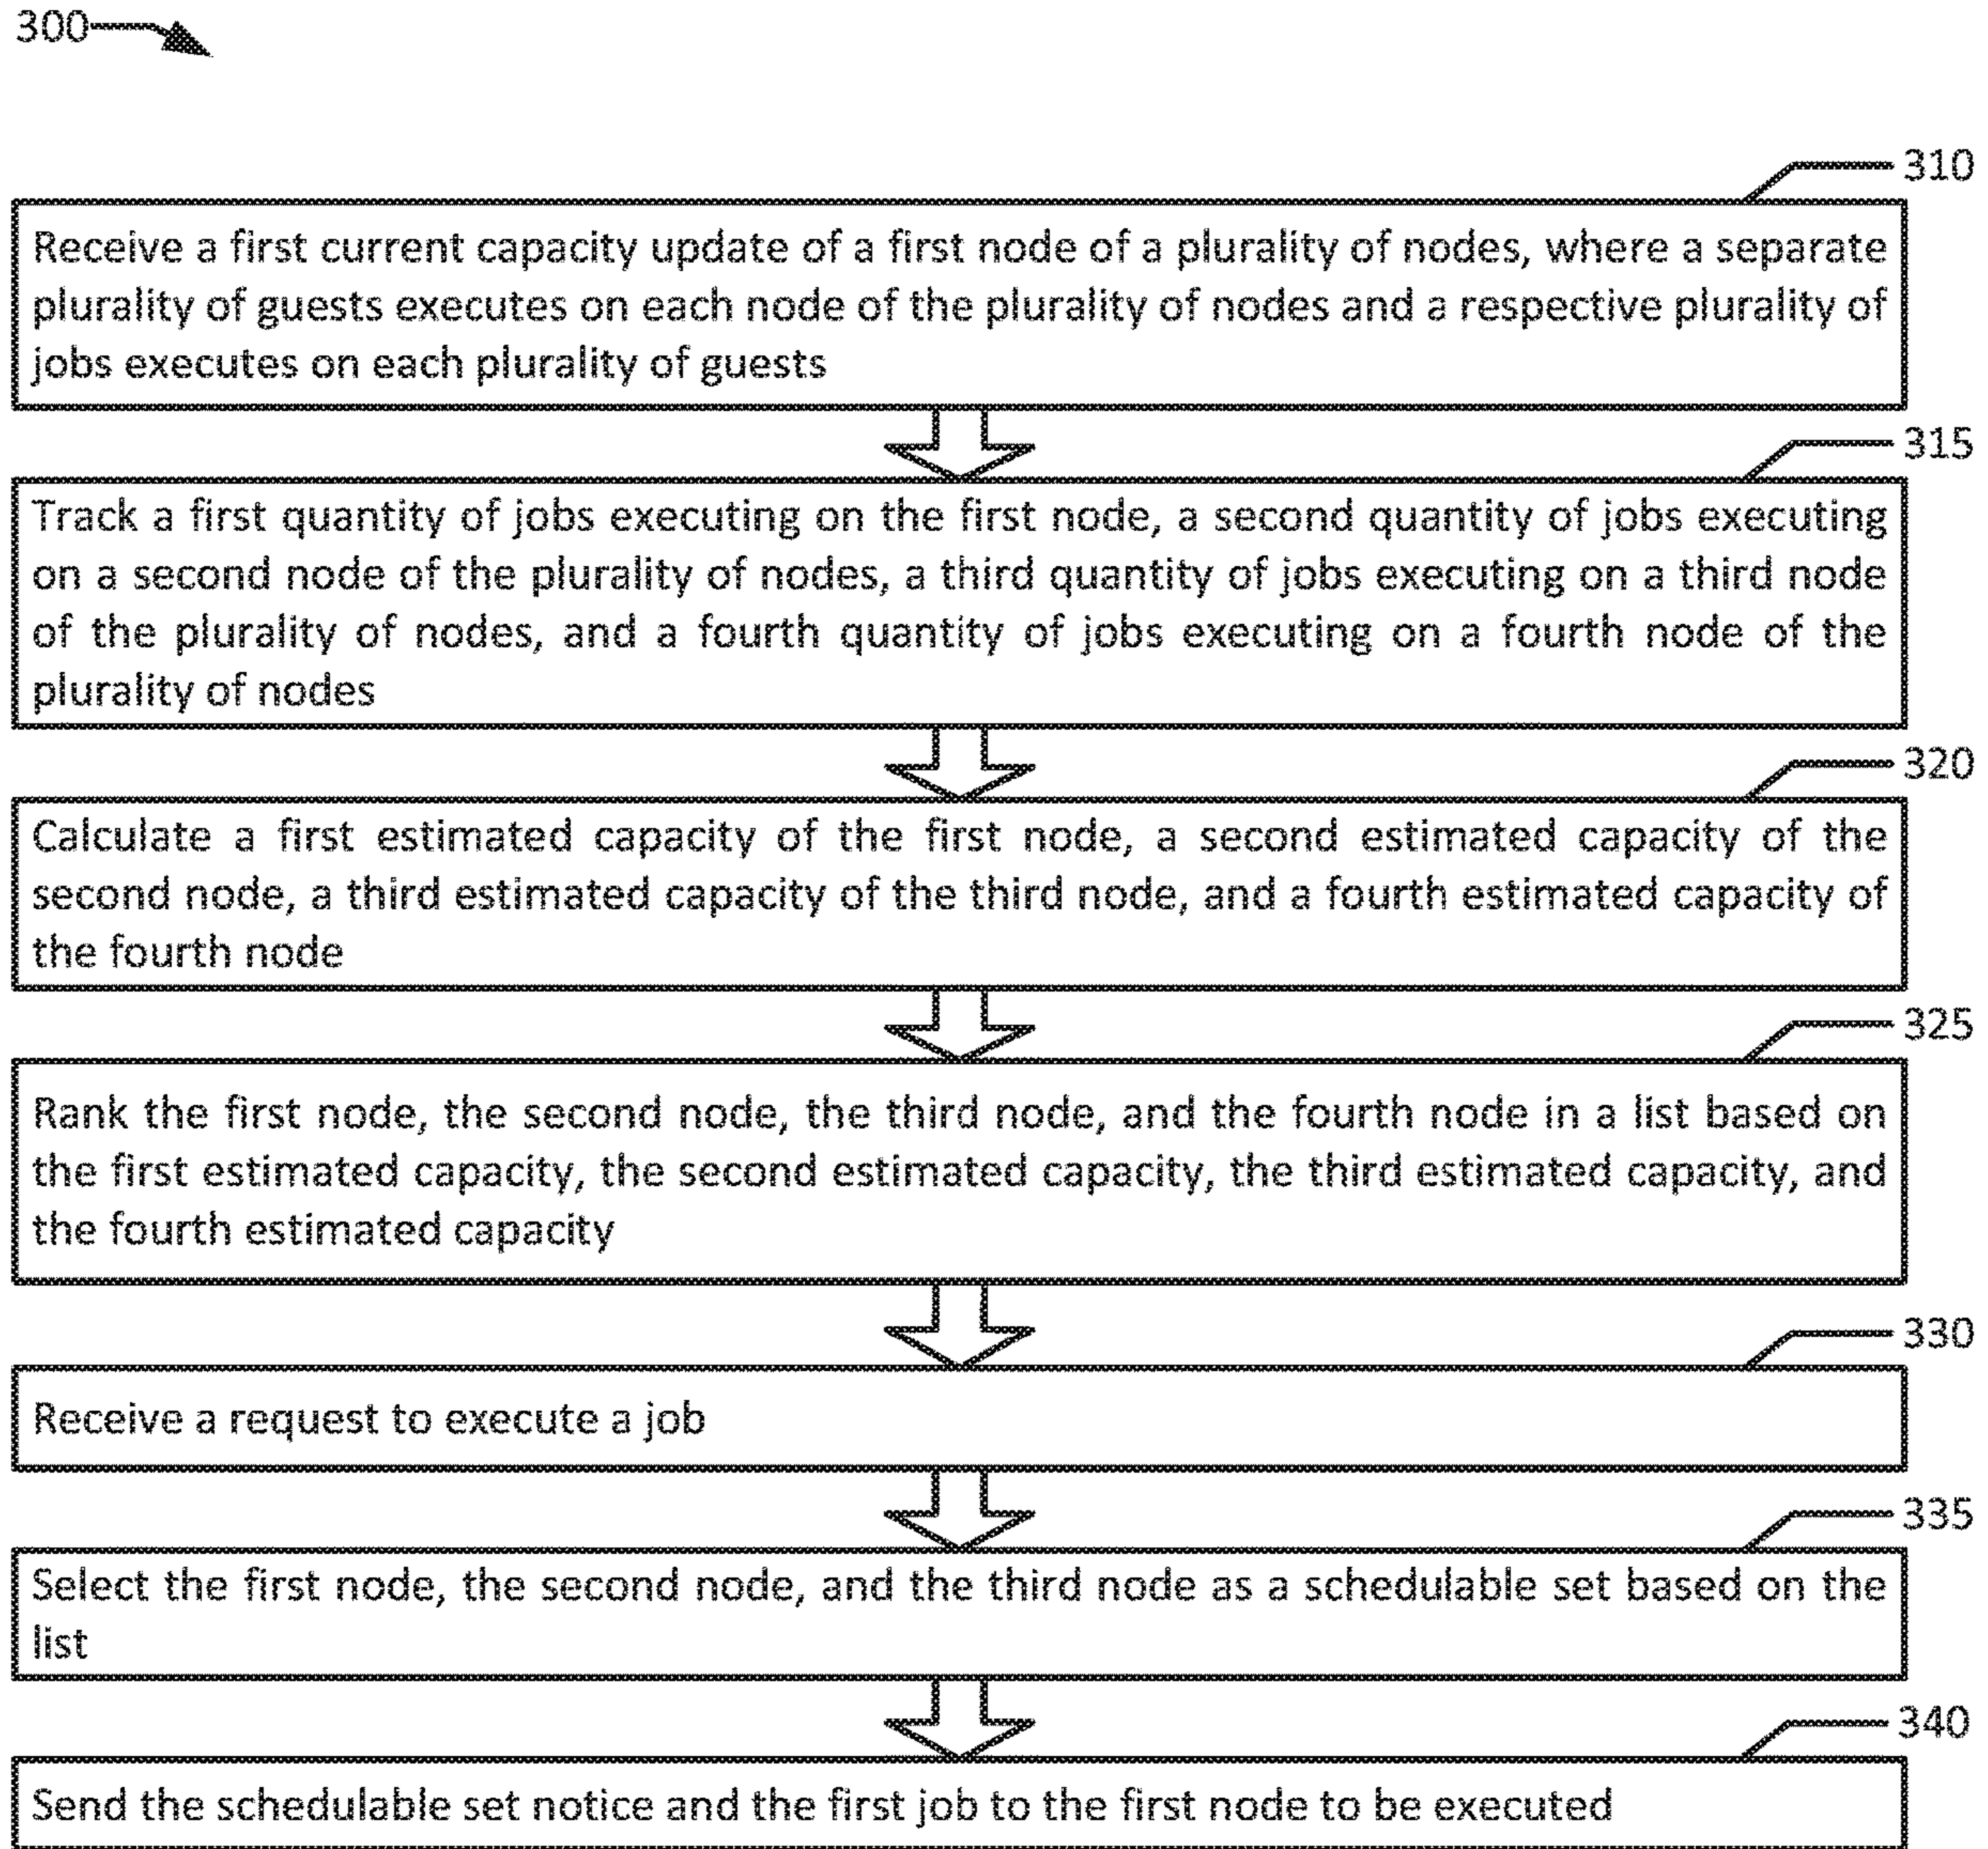 300
310
Receive a first current capacity update of a first node of a plurality of nodes, where a separate
plurality of guests executes on each node of the plurality of nodes and a respective plurality of
jobs executes on each plurality of guests
315
Track a first quantity of jobs executing on the first node, a second quantity of jobs executing
on a second node of the plurality of nodes, a third quantity of jobs executing on a third node
of the plurality of nodes, and a fourth quantity of jobs executing on a fourth node of the
plurality of nodes
320
Calculate a first estimated capacity of the first node, a second estimated capacity of the
second node, a third estimated capacity of the third node, and a fourth estimated capacity of
the fourth node
325
Rank the first node, the second node, the third node, and the fourth node in a list based on
the first estimated capacity, the second estimated capacity, the third estimated capacity, and
the fourth estimated capacity
330
Receive a request to execute a job
335
Select the first node, the second node, and the third node as a schedulable set based on the
list
340
Send the schedulable set notice and the first job to the first node to be executed